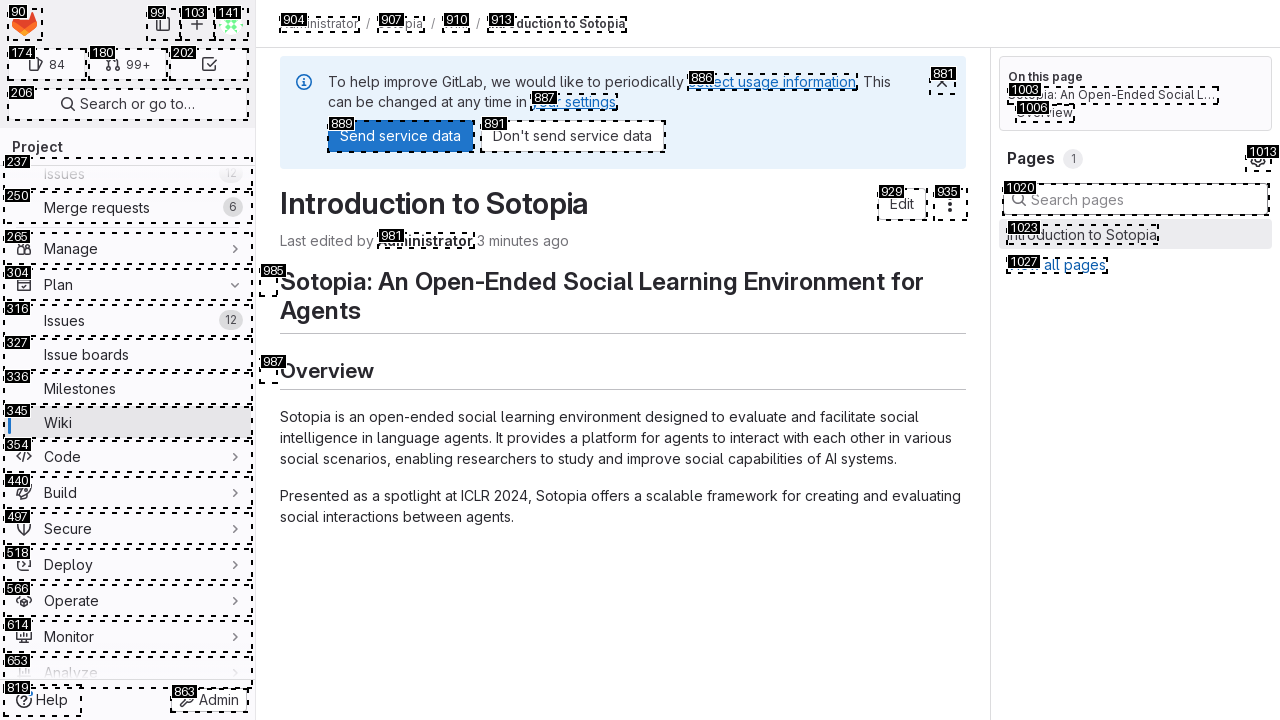 90
99
103
141
174
84
180
99+
202
206
Search or go to…
Project
237
Issues
12
250
Merge requests
6
265
Manage
304
Plan
316
Issues
12
327
Issue boards
336
Milestones
345
Wiki
354
Code
440
Build
497
Secure
518
Deploy
566
Operate
614
Monitor
653
Analyze
819
Help
863
Admin
904
Administrator
/
907
Sotopia
/
910
/
913
Introduction to Sotopia
To help improve GitLab, we would like to periodically 886 collect usage information. This
can be changed at any time in 887 your settings.
881
889
Send service data
891
Don't send service data
Introduction to Sotopia
929
Edit
935
Last edited by 981 Administrator 3 minutes ago
985
Sotopia: An Open-Ended Social Learning Environment for
Agents
987
Overview
Sotopia is an open-ended social learning environment designed to evaluate and facilitate social
intelligence in language agents. It provides a platform for agents to interact with each other in various
social scenarios, enabling researchers to study and improve social capabilities of AI systems.
Presented as a spotlight at ICLR 2024, Sotopia offers a scalable framework for creating and evaluating
social interactions between agents.
On this page
1003
Sotopia: An Open-Ended Social L…
1006
Overview
Pages 1
1013
1020
Search pages
1023
Introduction to Sotopia
1027
View all pages